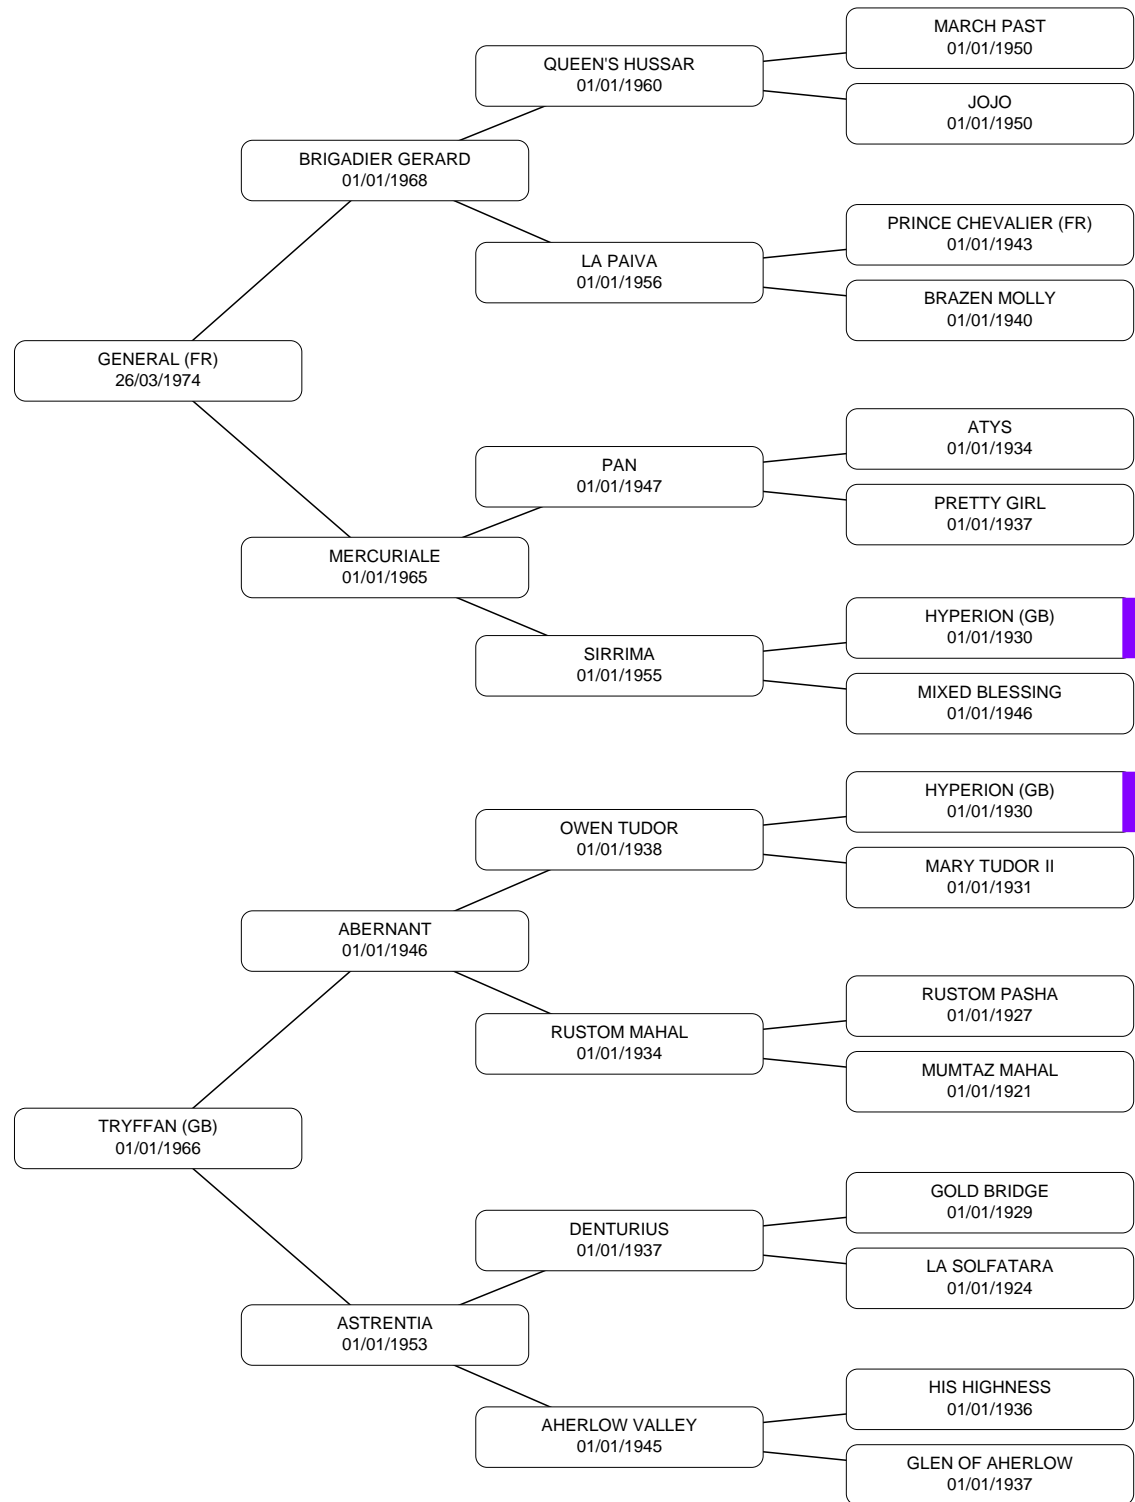 MARCH PAST
01/01/1950
QUEEN'S HUSSAR
01/01/1960
JOJO
01/01/1950
BRIGADIER GERARD
01/01/1968
PRINCE CHEVALIER (FR)
01/01/1943
LA PAIVA
01/01/1956
BRAZEN MOLLY
01/01/1940
GENERAL (FR)
26/03/1974
ATYS
01/01/1934
PAN
01/01/1947
PRETTY GIRL
01/01/1937
MERCURIALE
01/01/1965
HYPERION (GB)
01/01/1930
SIRRIMA
01/01/1955
MIXED BLESSING
01/01/1946
HYPERION (GB)
01/01/1930
OWEN TUDOR
01/01/1938
MARY TUDOR II
01/01/1931
ABERNANT
01/01/1946
RUSTOM PASHA
01/01/1927
RUSTOM MAHAL
01/01/1934
MUMTAZ MAHAL
01/01/1921
TRYFFAN (GB)
01/01/1966
GOLD BRIDGE
01/01/1929
DENTURIUS
01/01/1937
LA SOLFATARA
01/01/1924
ASTRENTIA
01/01/1953
HIS HIGHNESS
01/01/1936
AHERLOW VALLEY
01/01/1945
GLEN OF AHERLOW
01/01/1937